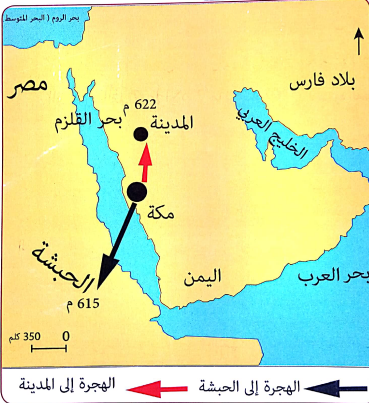 بحر الروم ( البحر المتوسط)
بلاد فارس
مصر
622 م
المدينة
بحر القلزم
الخليج العربي
مكة
الحبشة
615 م
اليمن
بحر العرب
350 كلم 0
الهجرة إلى الحبشة
الهجرة إلى المدينة